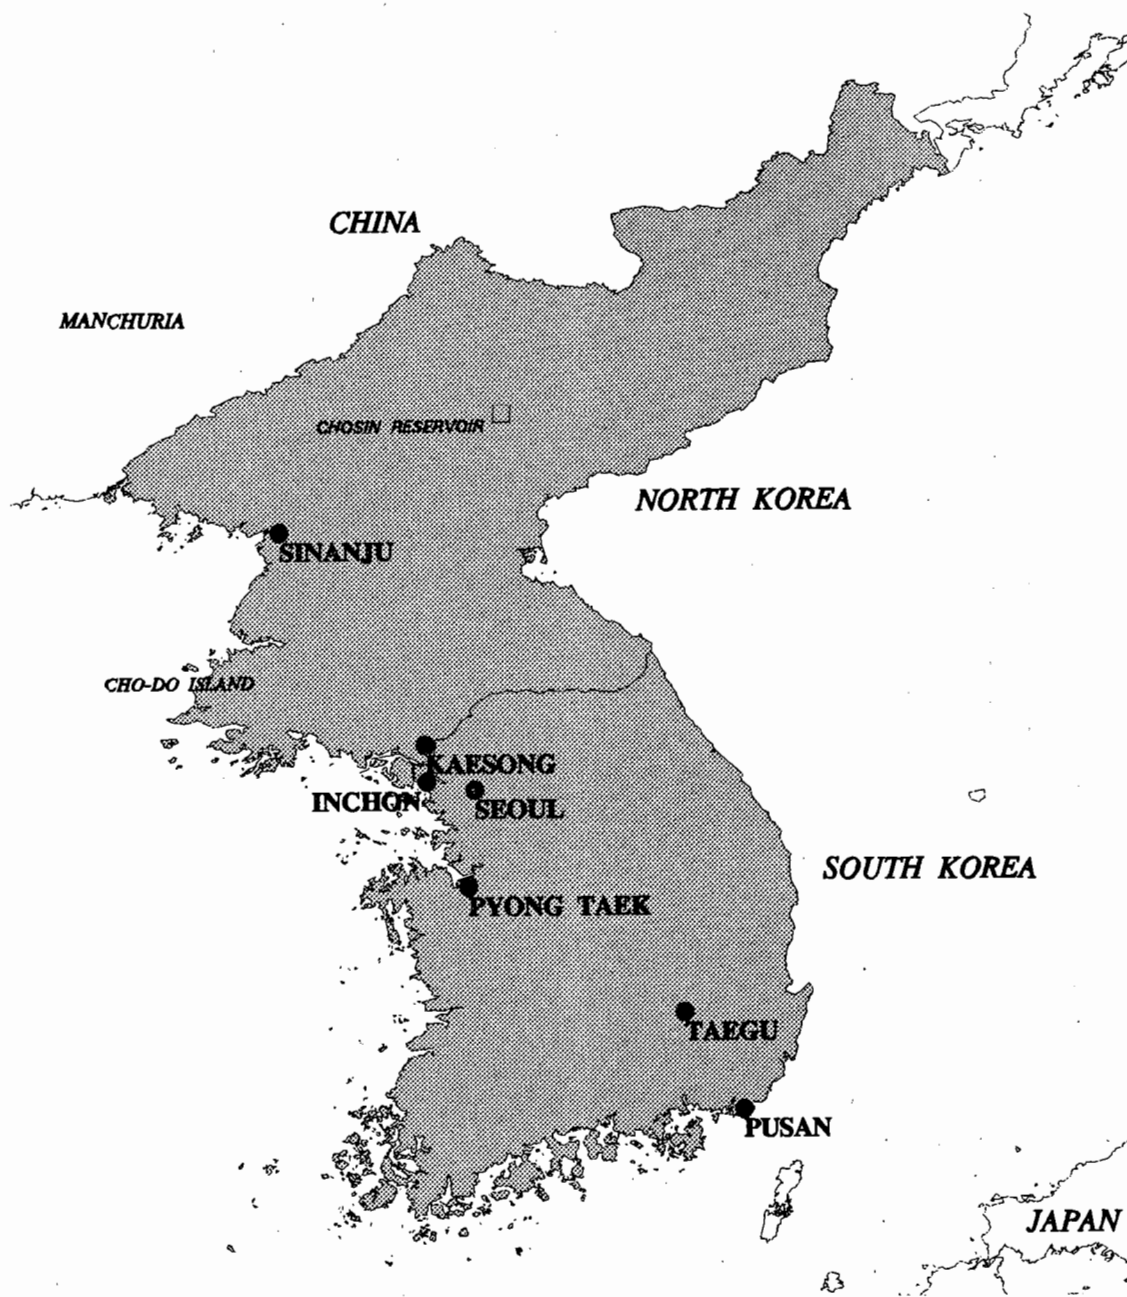 CHINA
MANCHURIA
CHOSIN RESERVOIR
NORTH KOREA
SINANJU
CHO-DO ISLAND
KAESONG
INCHON
SEOUL
SOUTH KOREA
PYONG TAEK
TAEGU
PUSAN
JAPAN